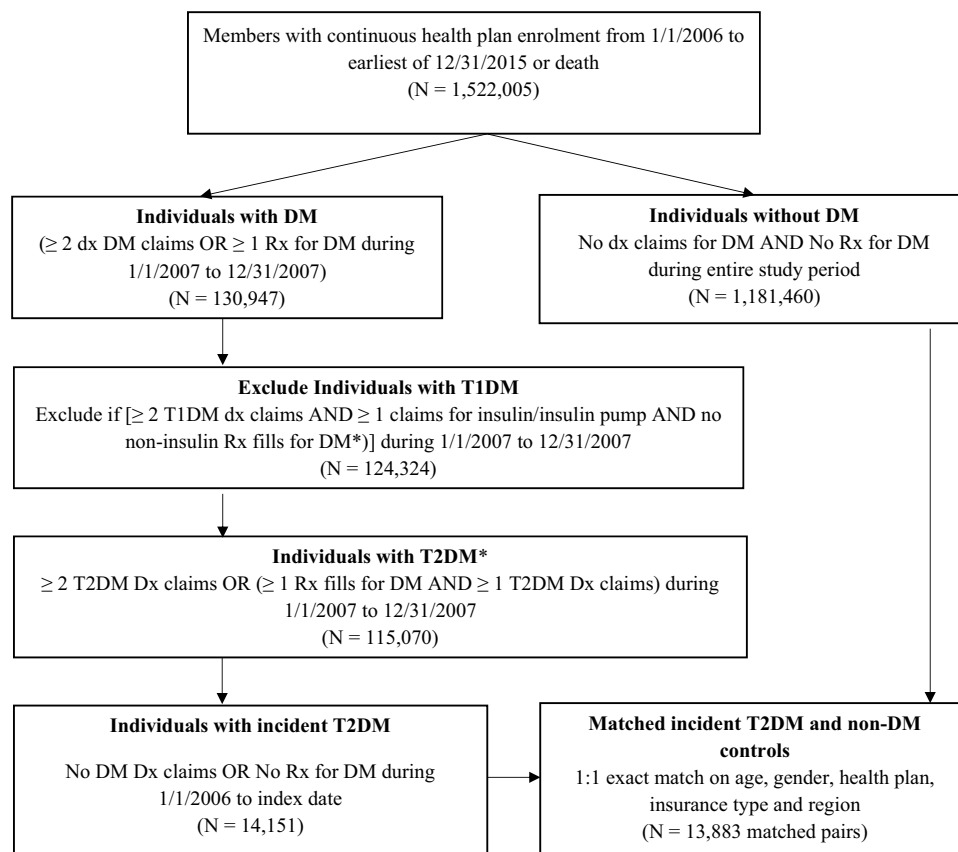 Members with continuous health plan enrolment from 1/1/2006 to
earliest of 12/31/2015 or death
(N = 1,522,005)
Individuals with DM
(≥ 2 dx DM claims OR ≥ 1 Rx for DM during
1/1/2007 to 12/31/2007)
(N = 130,947)
Individuals without DM
No dx claims for DM AND No Rx for DM
during entire study period
(N = 1,181,460)
Exclude Individuals with T1DM
Exclude if [≥ 2 T1DM dx claims AND ≥ 1 claims for insulin/insulin pump AND no
non-insulin Rx fills for DM*)] during 1/1/2007 to 12/31/2007
(N = 124,324)
Individuals with T2DM*
≥ 2 T2DM Dx claims OR (≥ 1 Rx fills for DM AND ≥ 1 T2DM Dx claims) during
1/1/2007 to 12/31/2007
(N = 115,070)
Individuals with incident T2DM
No DM Dx claims OR No Rx for DM during
1/1/2006 to index date
(N = 14,151)
Matched incident T2DM and non-DM
controls
1:1 exact match on age, gender, health plan,
insurance type and region
(N = 13,883 matched pairs)